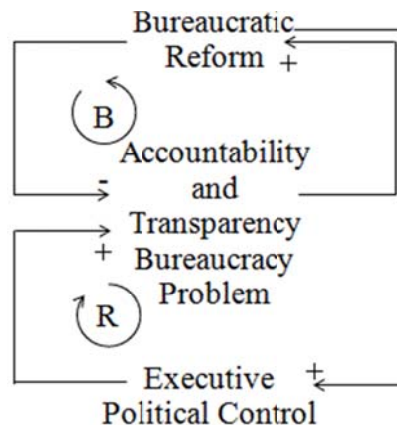 Bureaucratic
Reform
+
B
Accountability
-
and
Transparency
+
Bureaucracy
Problem
R
Executive
+
Political Control